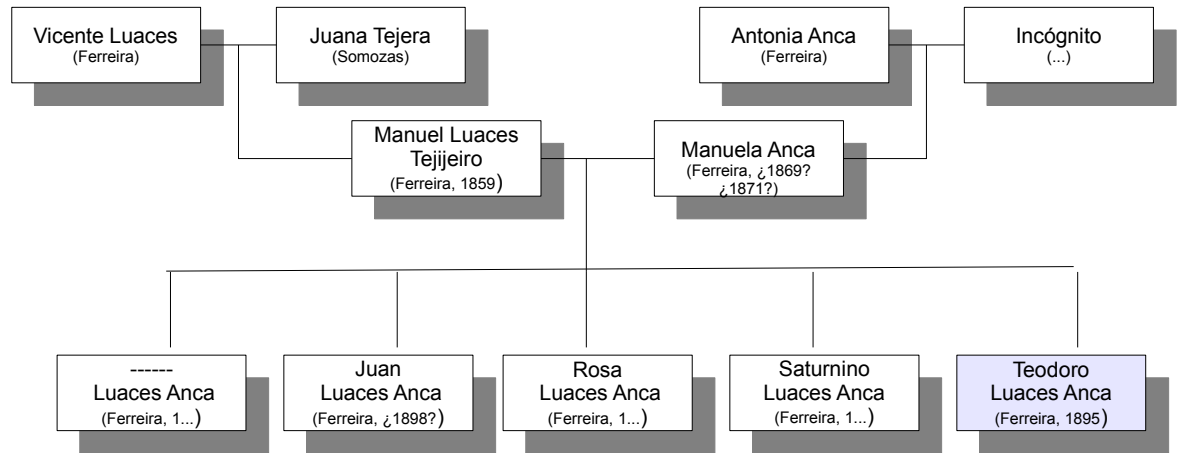 Vicente Luaces
(Ferreira)
Juana Tejera
(Somozas)
Antonia Anca
(Ferreira)
Incógnito
(...)
Manuel Luaces
Tejijeiro
(Ferreira, 1859)
Manuela Anca
(Ferreira, ¿1869?
¿1871?)
------
Luaces Anca
(Ferreira, 1...)
Juan
Luaces Anca
(Ferreira, ¿1898?)
Rosa
Luaces Anca
(Ferreira, 1...)
Saturnino
Luaces Anca
(Ferreira, 1...)
Teodoro
Luaces Anca
(Ferreira, 1895)